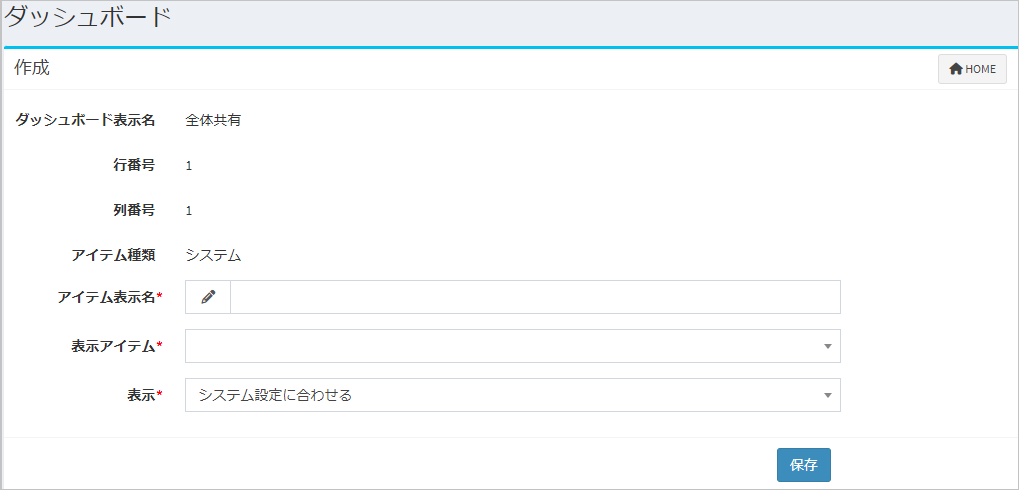 ダッシュボード
作成
HOME
ダッシュボード表示名 全体共有
行番号 1
列番号 1
アイテム種類 システム
アイテム表示名*
表示アイテム*
表示* システム設定に合わせる
保存